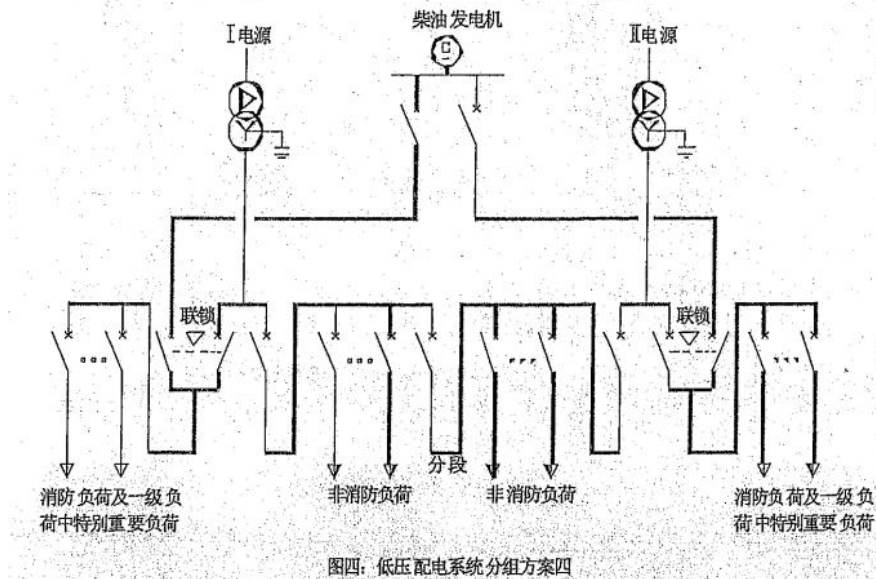 柴油发电机
Ⅰ电源
Ⅱ电源
G
联锁
联锁
分段
消防负荷及一级负
荷中特别重要负荷
非消防负荷
非消防负荷
消防负荷及一级负
荷中特别重要负荷
图四：低压配电系统分组方案四